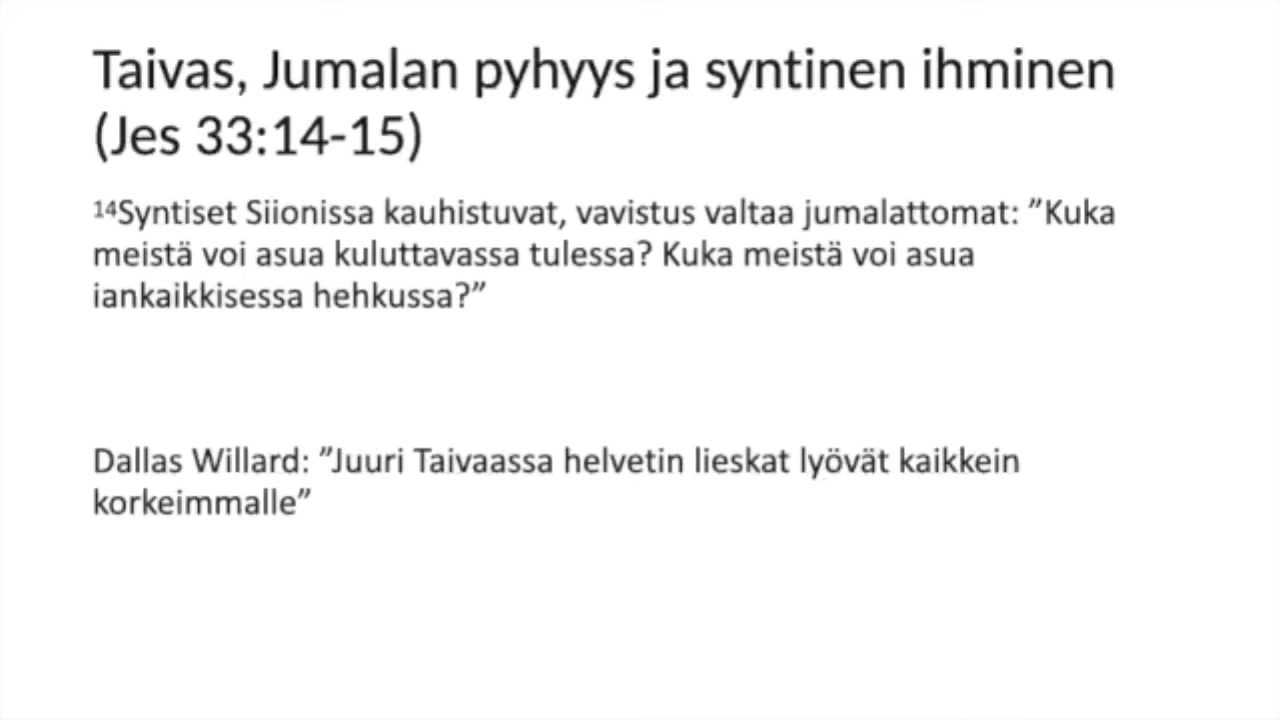 Taivas, Jumalan pyhyys ja syntinen ihminen
(Jes 33:14-15)
¹⁴Syntiset Siionissa kauhistuvat, vavistus valtaa jumalattomat: ”Kuka
meistä voi asua kuluttavassa tulessa? Kuka meistä voi asua
iankaikkisessa hehkussa?”
Dallas Willard: ”Juuri Taivaassa helvetin lieskat lyövät kaikkein
korkeimmalle”